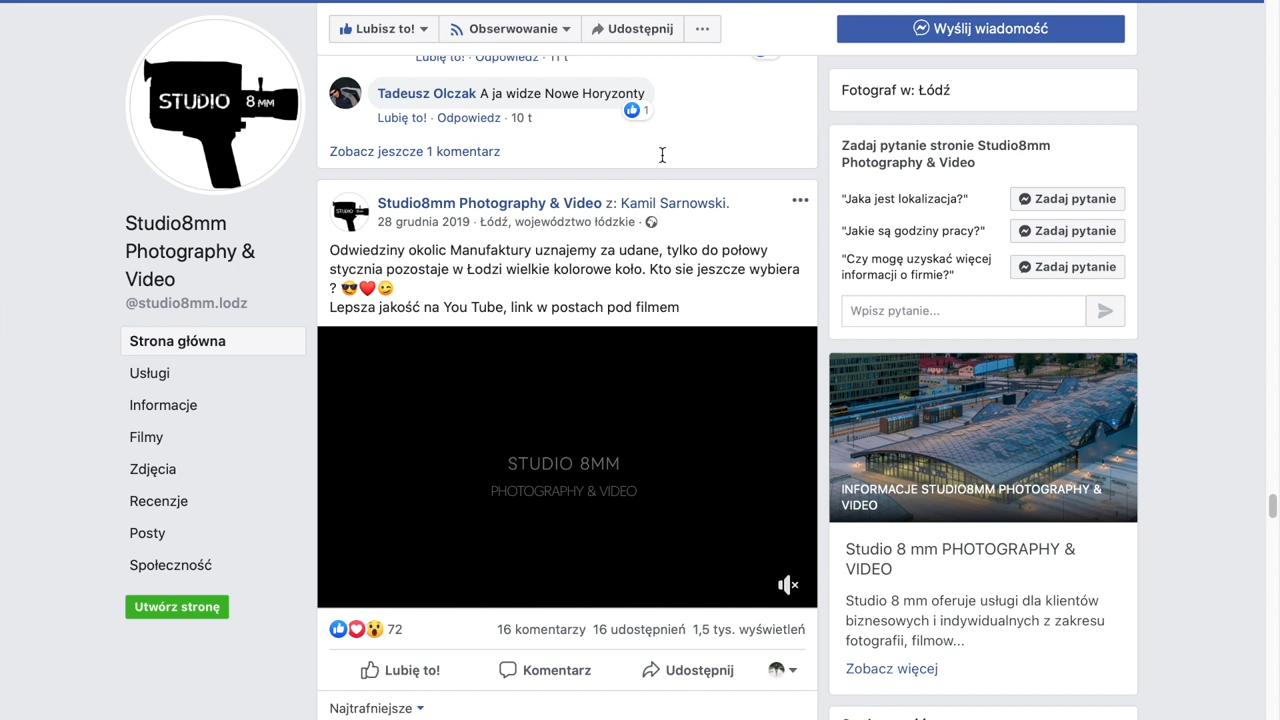 Lubisz to!
Obserwowanie
Udostępnij
Wyślij wiadomość
STUDIO 8 MM
Studio8mm
Photography &
Video
@studio8mm.lodz
Strona główna
Usługi
Informacje
Filmy
Zdjęcia
Recenzje
Posty
Społeczność
Utwórz stronę
Lubię to! · Odpowiedz · 11 t
Tadeusz Olczak A ja widze Nowe Horyzonty
1
Lubię to! · Odpowiedz · 10 t
Zobacz jeszcze 1 komentarz
STUDIO
Studio8mm Photography & Video z: Kamil Sarnowski.
28 grudnia 2019 · Łódź, województwo łódzkie ·
Odwiedziny okolic Manufaktury uznajemy za udane, tylko do połowy
stycznia pozostaje w Łodzi wielkie kolorowe koło. Kto sie jeszcze wybiera
? 😎❤️😉
Lepsza jakość na You Tube, link w postach pod filmem
STUDIO 8MM
PHOTOGRAPHY & VIDEO
72
16 komentarzy 16 udostępnień 1,5 tys. wyświetleń
Lubię to!
Komentarz
Udostępnij
Najtrafniejsze
Fotograf w: Łódź
Zadaj pytanie stronie Studio8mm
Photography & Video
"Jaka jest lokalizacja?"
Zadaj pytanie
"Jakie są godziny pracy?"
Zadaj pytanie
"Czy mogę uzyskać więcej
informacji o firmie?"
Zadaj pytanie
Wpisz pytanie...
INFORMACJE STUDIO8MM PHOTOGRAPHY &
VIDEO
Studio 8 mm PHOTOGRAPHY &
VIDEO
Studio 8 mm oferuje usługi dla klientów
biznesowych i indywidualnych z zakresu
fotografii, filmow...
Zobacz więcej